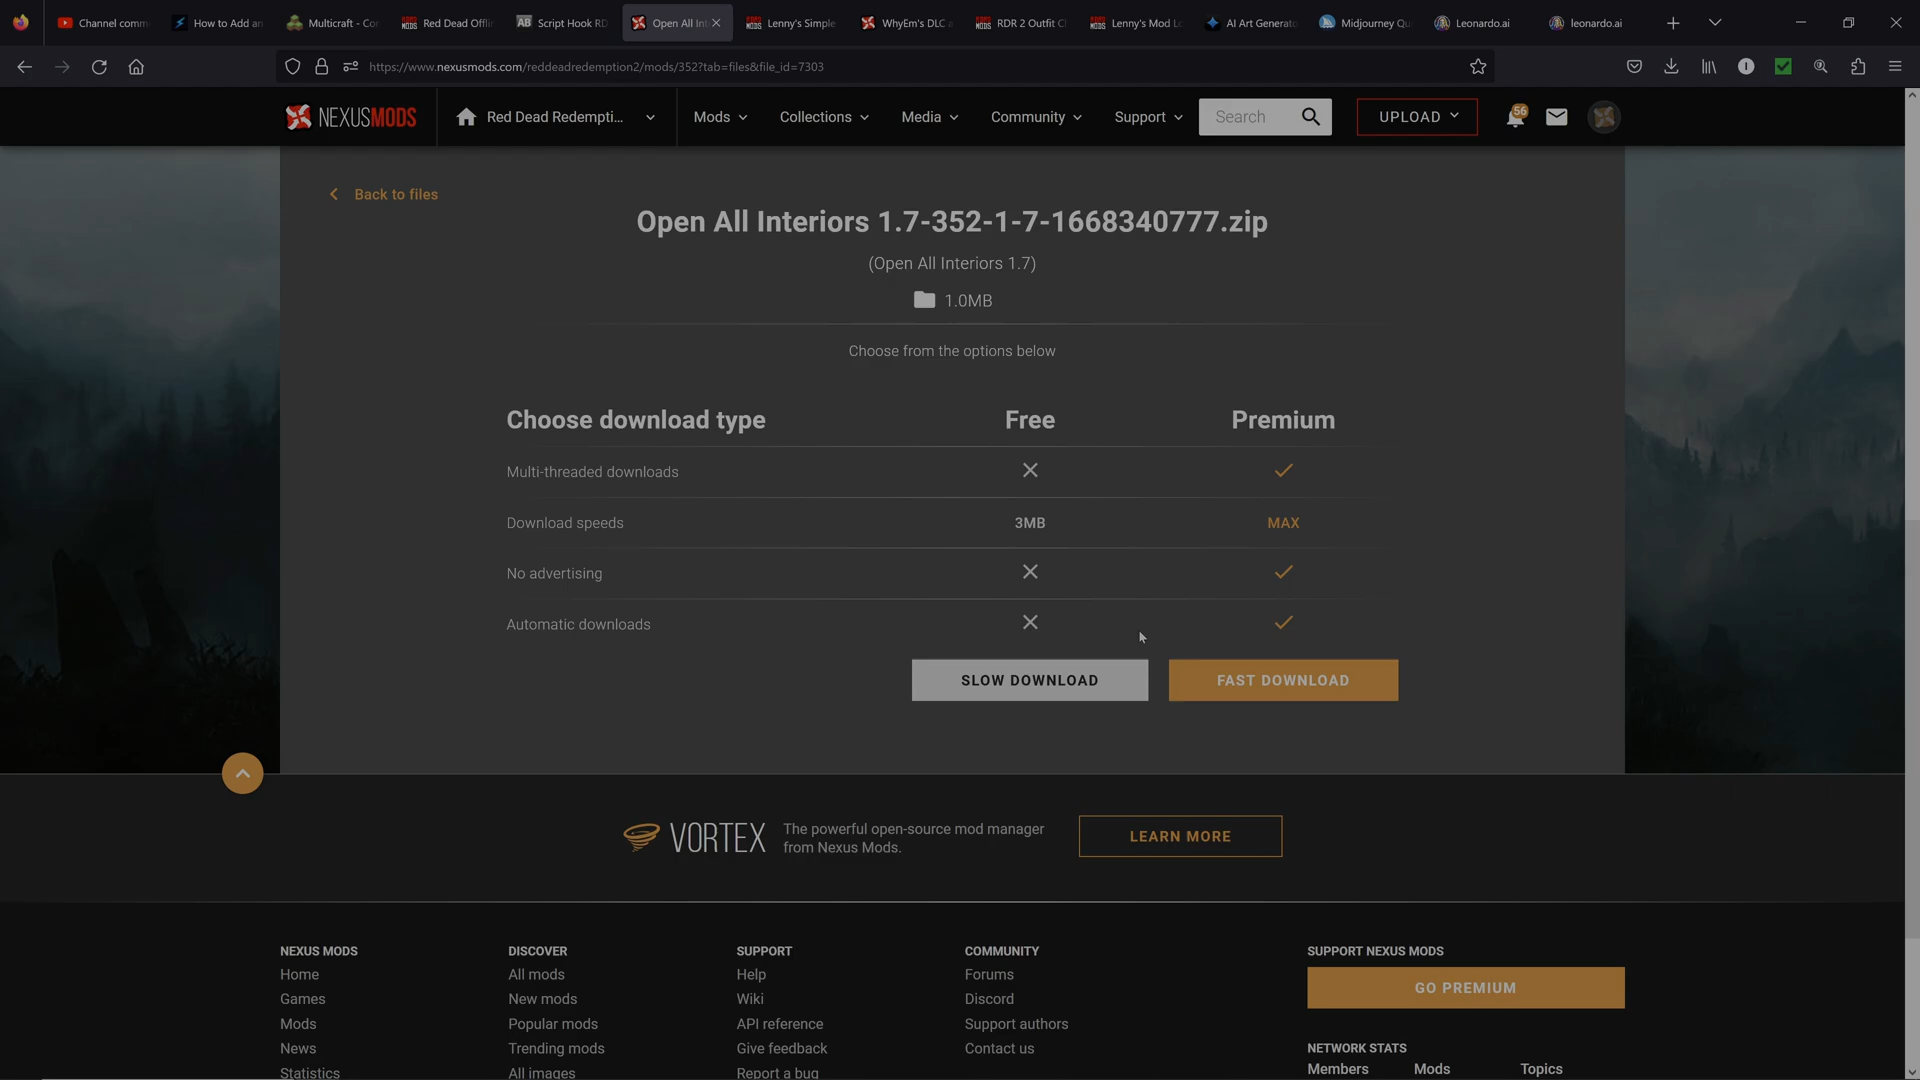 Channel comm
How to Add an
Multicraft - Co
Red Dead Offli
Script Hook RD
Open All Int
Lenny's Simple
WhyEm's DLC a
RDR 2 Outfit Ch
Lenny's Mod Lo
AI Art Generato
Midjourney Qu
Leonardo.ai
leonardo.ai
https://www.nexusmods.com/reddeadredemption2/mods/352?tab=files&file_id=7303
NEXUSMODS
Red Dead Redempti...
Mods
Collections
Media
Community
Support
Search
UPLOAD
56
Back to files
Open All Interiors 1.7-352-1-7-1668340777.zip
(Open All Interiors 1.7)
1.0MB
Choose from the options below
Choose download type Free Premium
Multi-threaded downloads
Download speeds 3MB MAX
No advertising
Automatic downloads
SLOW DOWNLOAD FAST DOWNLOAD
VORTEX
The powerful open-source mod manager
from Nexus Mods.
LEARN MORE
NEXUS MODS
Home
Games
Mods
News
Statistics
DISCOVER
All mods
New mods
Popular mods
Trending mods
All images
SUPPORT
Help
Wiki
API reference
Give feedback
Report a bug
COMMUNITY
Forums
Discord
Support authors
Contact us
SUPPORT NEXUS MODS
GO PREMIUM
NETWORK STATS
Members Mods Topics